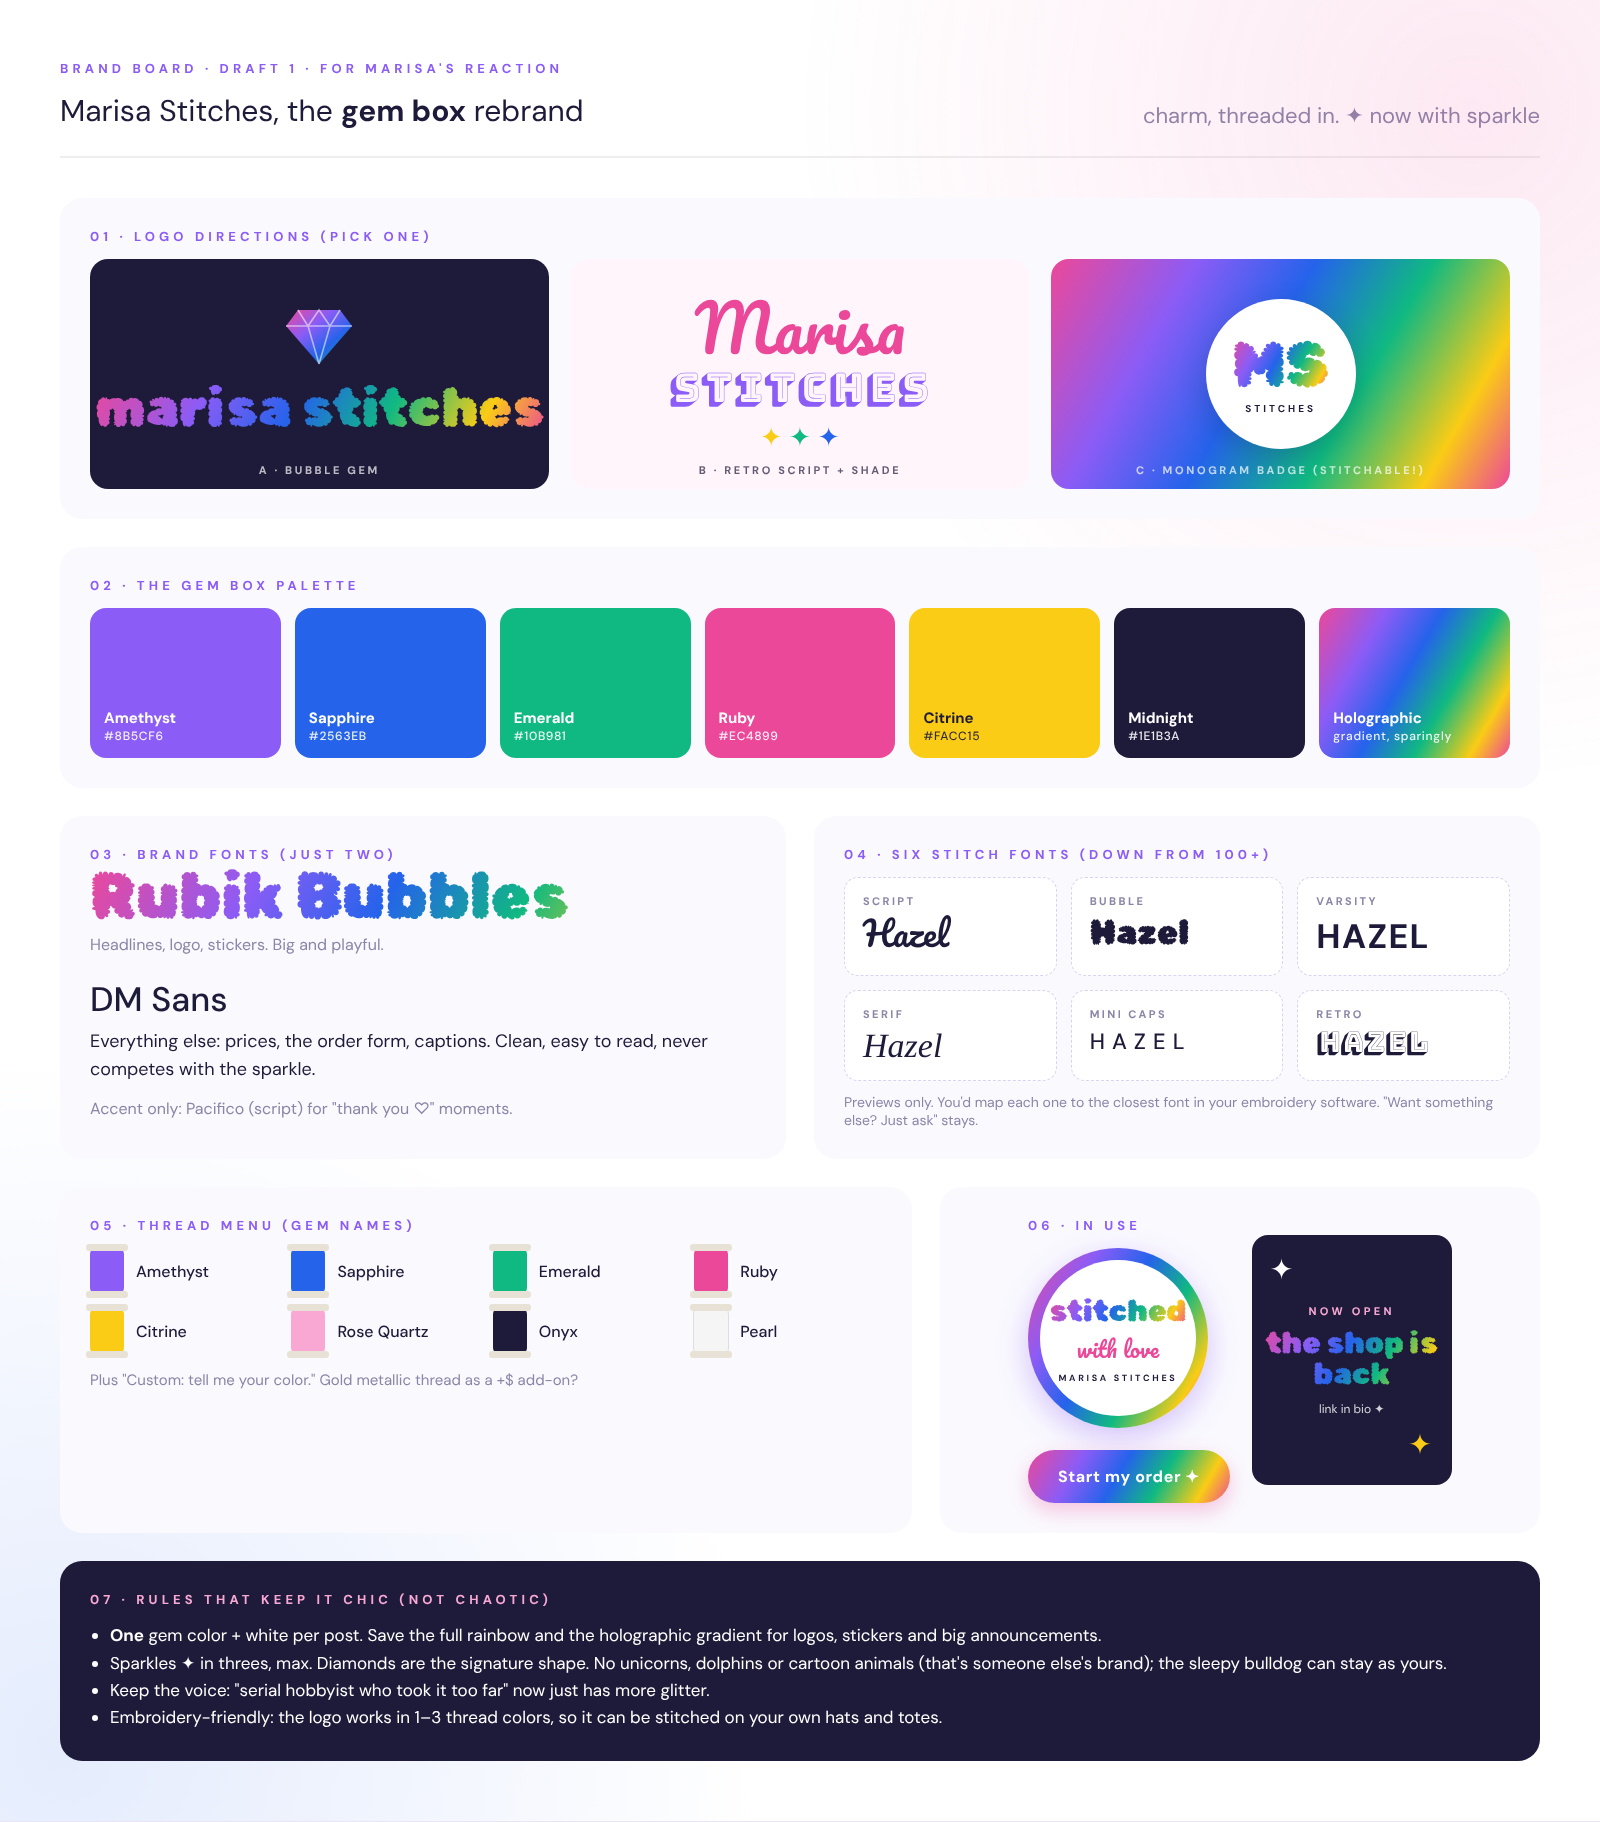 BRAND BOARD · DRAFT 1 · FOR MARISA'S REACTION
Marisa Stitches, the gem box rebrand
charm, threaded in. ✦ now with sparkle
01 · LOGO DIRECTIONS (PICK ONE)
marisa stitches
A · BUBBLE GEM
Marisa
STITCHES
✦ ✦ ✦
B · RETRO SCRIPT + SHADE
MS
STITCHES
C · MONOGRAM BADGE (STITCHABLE!)
02 · THE GEM BOX PALETTE
Amethyst
#8B5CF6
Sapphire
#2563EB
Emerald
#10B981
Ruby
#EC4899
Citrine
#FACC15
Midnight
#1E1B3A
Holographic
gradient, sparingly
03 · BRAND FONTS (JUST TWO)
Rubik Bubbles
Headlines, logo, stickers. Big and playful.
DM Sans
Everything else: prices, the order form, captions. Clean, easy to read, never
competes with the sparkle.
Accent only: Pacifico (script) for "thank you ♡" moments.
04 · SIX STITCH FONTS (DOWN FROM 100+)
SCRIPT
Hazel
BUBBLE
Hazel
VARSITY
HAZEL
SERIF
Hazel
MINI CAPS
HAZEL
RETRO
HAZEL
Previews only. You'd map each one to the closest font in your embroidery software. "Want something
else? Just ask" stays.
05 · THREAD MENU (GEM NAMES)
Amethyst
Sapphire
Emerald
Ruby
Citrine
Rose Quartz
Onyx
Pearl
Plus "Custom: tell me your color." Gold metallic thread as a +$ add-on?
06 · IN USE
stitched
with love
MARISA STITCHES
Start my order ✦
✦
NOW OPEN
the shop is
back
link in bio ✦
✦
07 · RULES THAT KEEP IT CHIC (NOT CHAOTIC)
• One gem color + white per post. Save the full rainbow and the holographic gradient for logos, stickers and big announcements.
• Sparkles ✦ in threes, max. Diamonds are the signature shape. No unicorns, dolphins or cartoon animals (that's someone else's brand); the sleepy bulldog can stay as yours.
• Keep the voice: "serial hobbyist who took it too far" now just has more glitter.
• Embroidery-friendly: the logo works in 1–3 thread colors, so it can be stitched on your own hats and totes.